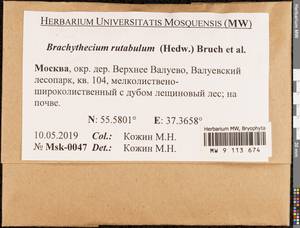 HERBARIUM UNIVERSITATIS MOSQUENSIS (MW)
Brachythecium rutabulum (Hedw.) Bruch et al.
Москва, окр. дер. Верхнее Валуево, Валуевский
лесопарк, кв. 104, мелколиственно-
широколиственный с дубом лещиновый лес; на
почве.
N: 55.5801° E: 37.3658°
10.05.2019 Col.: Кожин М.Н.
№ Msk-0047 Det.: Кожин М.Н.
Herbarium MW, Bryophyta
MW 9 113 674